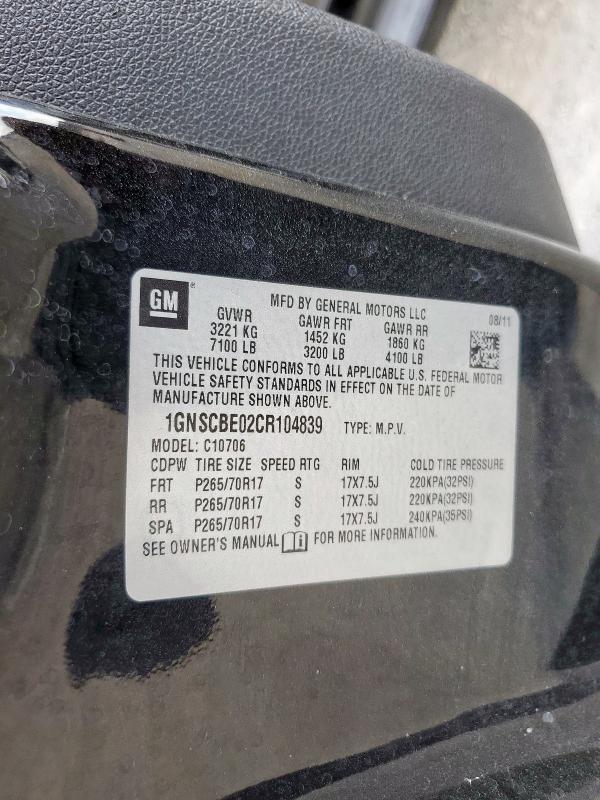 GM ® MFD BY GENERAL MOTORS LLC 08/11
GVWR GAWR FRT GAWR RR
3221 KG 1452 KG 1860 KG
7100 LB 3200 LB 4100 LB
THIS VEHICLE CONFORMS TO ALL APPLICABLE U.S. FEDERAL MOTOR
VEHICLE SAFETY STANDARDS IN EFFECT ON THE DATE OF
MANUFACTURE SHOWN ABOVE.
1GNSCBE02CR104839 TYPE: M.P.V.
MODEL: C10706
CDPW TIRE SIZE SPEED RTG RIM COLD TIRE PRESSURE
FRT P265/70R17 S 17X7.5J 220KPA(32PSI)
RR P265/70R17 S 17X7.5J 220KPA(32PSI)
SPA P265/70R17 S 17X7.5J 240KPA(35PSI)
SEE OWNER'S MANUAL i FOR MORE INFORMATION.